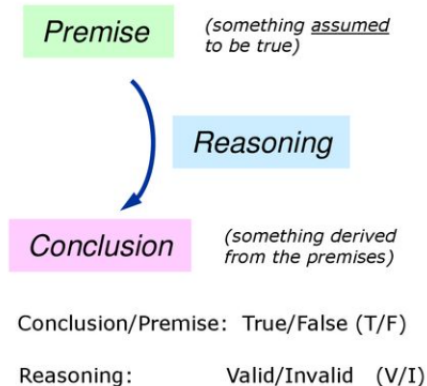 Premise
(something assumed
to be true)
Reasoning
Conclusion
(something derived
from the premises)
Conclusion/Premise: True/False (T/F)
Reasoning: Valid/Invalid (V/I)